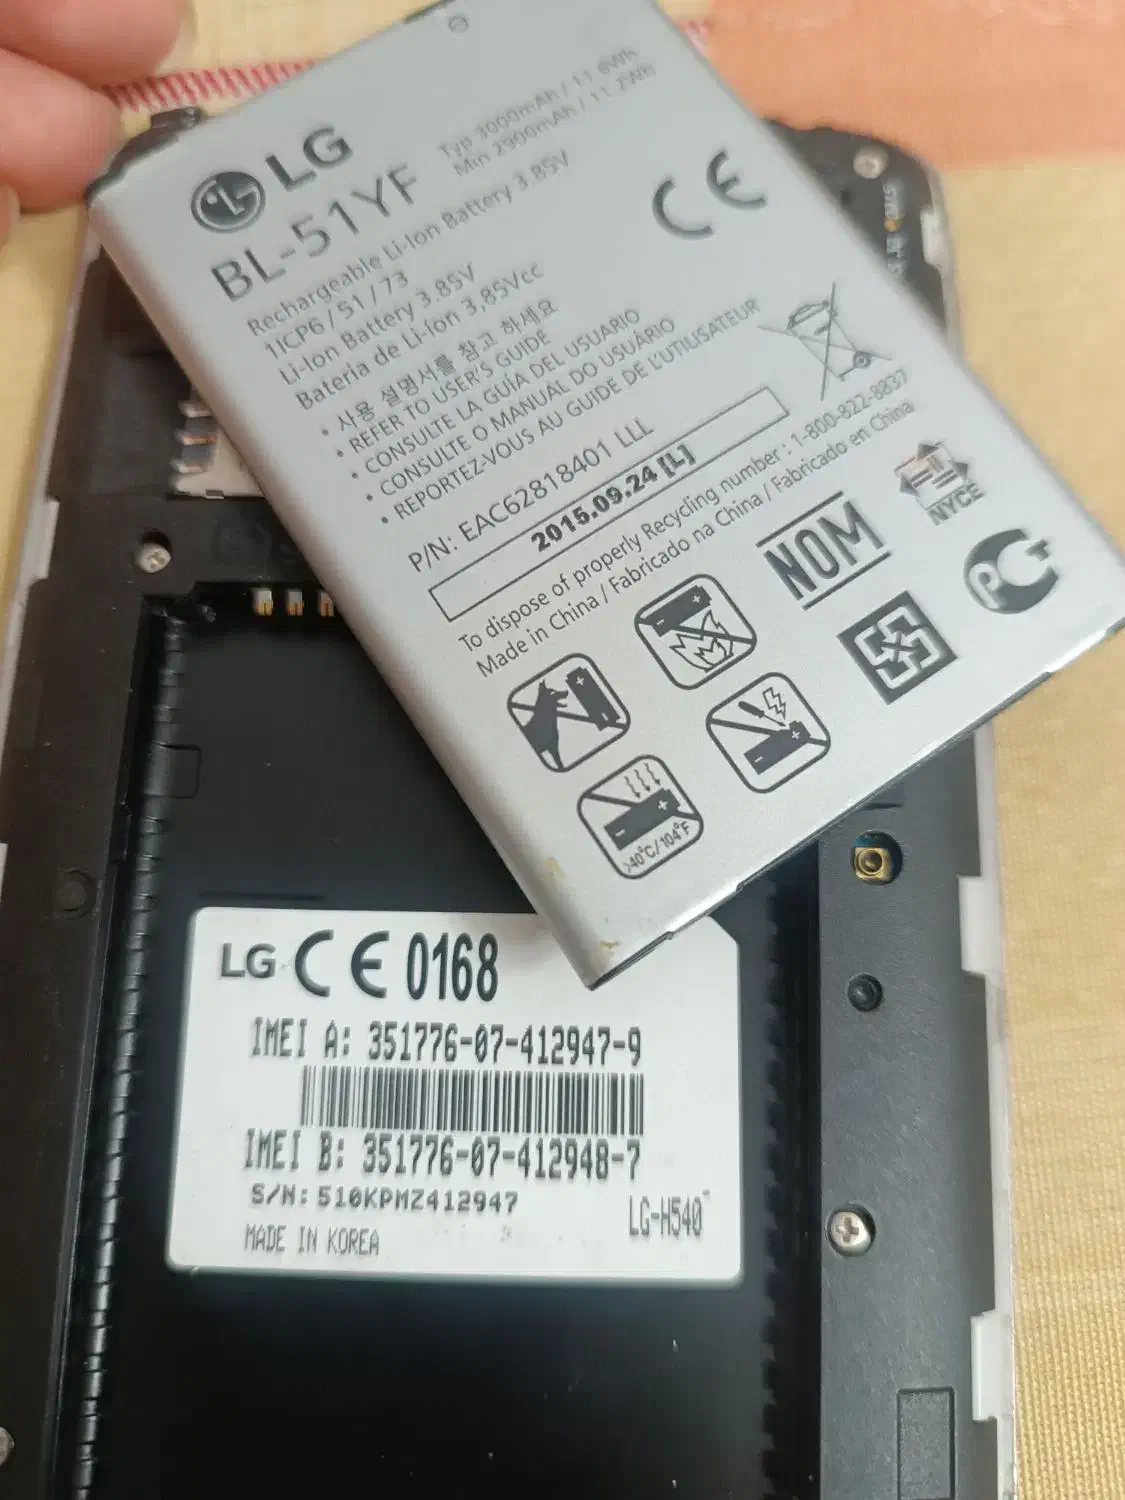 LG
BL-51YF
Typ 3000mAh / 11.6Wh
Min 2900mAh / 11.2Wh
Rechargeable Li-Ion Battery 3.85V
1ICP6 / 51 / 73
Li-Ion Battery 3.85V
Batería de Li-íon 3,85Vcc
• 사용 설명서를 참고 하세요
• REFER TO USER'S GUIDE
• CONSULTE LA GUÍA DEL USUARIO
• CONSULTE O MANUAL DO USUÁRIO
• REPORTEZ-VOUS AU GUIDE DE L'UTILISATEUR
P/N: EAC62818401 LLL
2015.09.24 [L]
To dispose of properly Recycling number : 1-800-822-8837
Made in China / Fabricado na China / Fabricado en China
CE
NOM
NYCE
PCT
>40°C/104°F
LG CE 0168
IMEI A: 351776-07-412947-9
IMEI B: 351776-07-412948-7
S/N: 510KPMZ412947
LG-H540
MADE IN KOREA